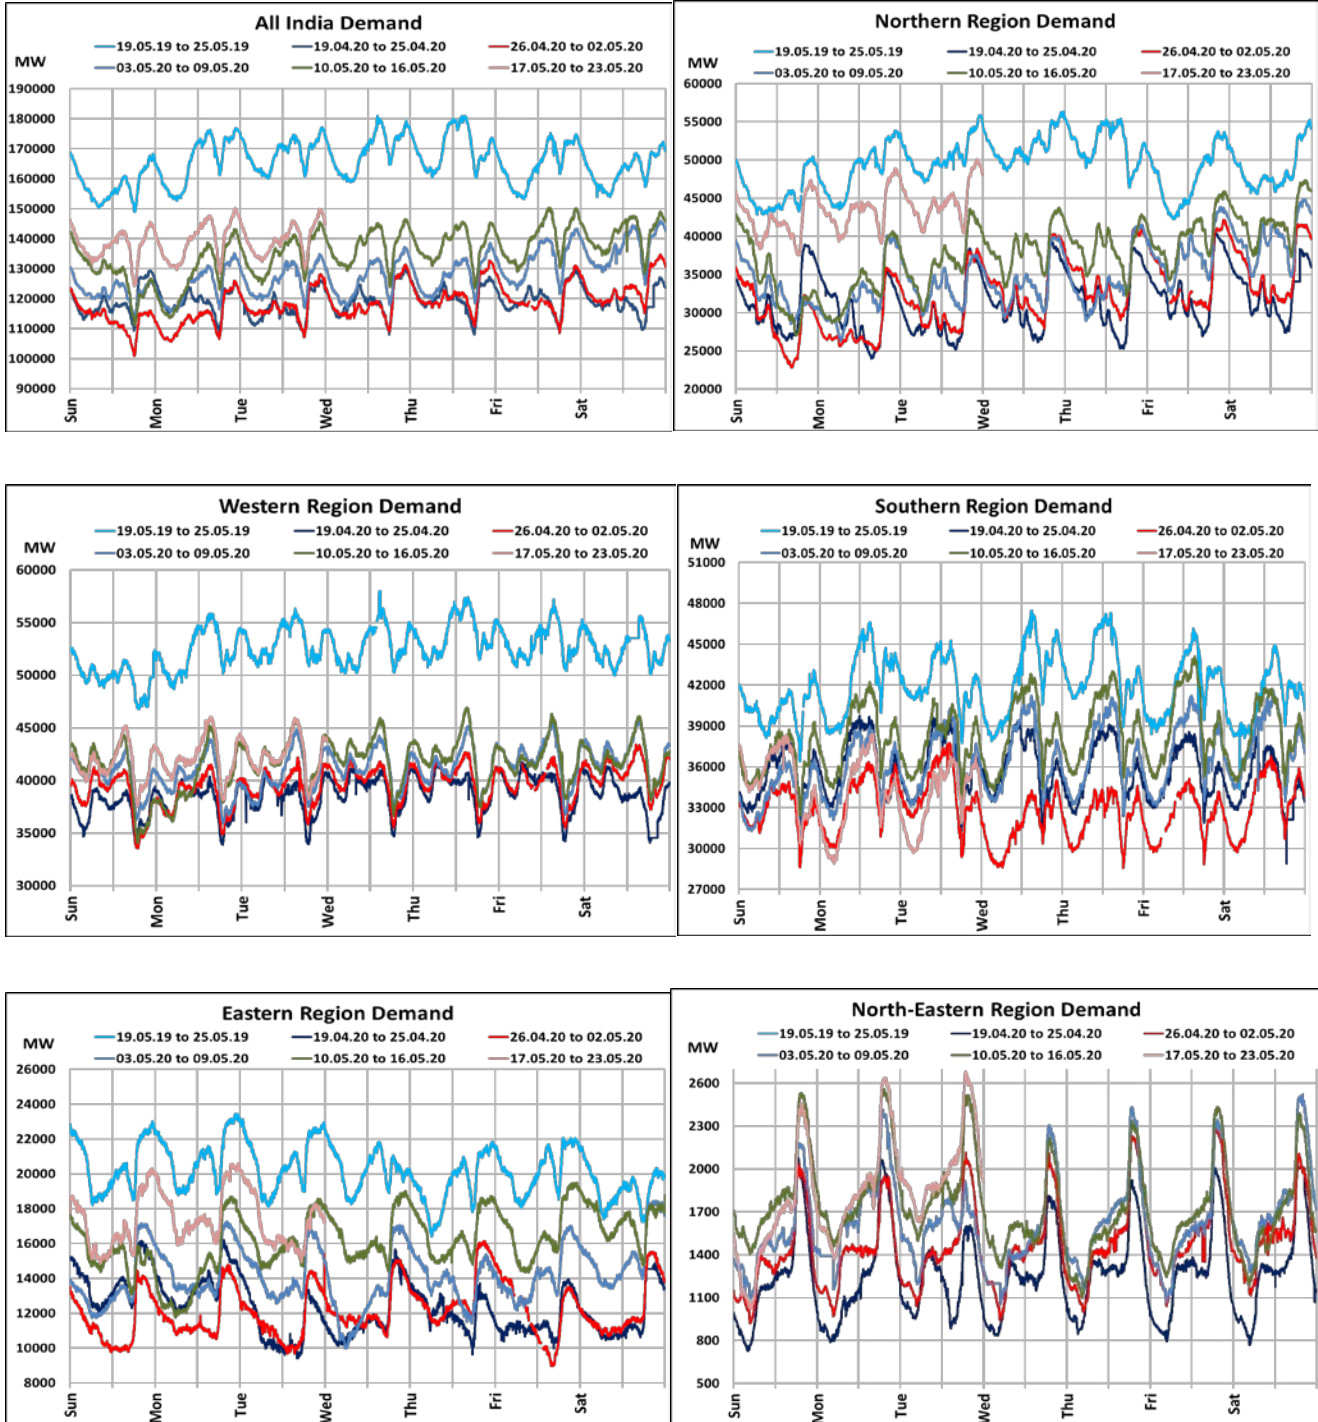 All India Demand
19.05.19 to 25.05.19 19.04.20 to 25.04.20 26.04.20 to 02.05.20
03.05.20 to 09.05.20 10.05.20 to 16.05.20 17.05.20 to 23.05.20
MW
190000
180000
170000
160000
150000
140000
130000
120000
110000
100000
90000
Sun Mon Tue Wed Thu Fri Sat
Northern Region Demand
19.05.19 to 25.05.19 19.04.20 to 25.04.20 26.04.20 to 02.05.20
03.05.20 to 09.05.20 10.05.20 to 16.05.20 17.05.20 to 23.05.20
MW
60000
55000
50000
45000
40000
35000
30000
25000
20000
Sun Mon Tue Wed Thu Fri Sat
Western Region Demand
19.05.19 to 25.05.19 19.04.20 to 25.04.20 26.04.20 to 02.05.20
03.05.20 to 09.05.20 10.05.20 to 16.05.20 17.05.20 to 23.05.20
MW
60000
55000
50000
45000
40000
35000
30000
Sun Mon Tue Wed Thu Fri Sat
Southern Region Demand
19.05.19 to 25.05.19 19.04.20 to 25.04.20 26.04.20 to 02.05.20
03.05.20 to 09.05.20 10.05.20 to 16.05.20 17.05.20 to 23.05.20
MW
51000
48000
45000
42000
39000
36000
33000
30000
27000
Sun Mon Tue Wed Thu Fri Sat
Eastern Region Demand
19.05.19 to 25.05.19 19.04.20 to 25.04.20 26.04.20 to 02.05.20
03.05.20 to 09.05.20 10.05.20 to 16.05.20 17.05.20 to 23.05.20
MW
26000
24000
22000
20000
18000
16000
14000
12000
10000
8000
Sun Mon Tue Wed Thu Fri Sat
North-Eastern Region Demand
19.05.19 to 25.05.19 19.04.20 to 25.04.20 26.04.20 to 02.05.20
03.05.20 to 09.05.20 10.05.20 to 16.05.20 17.05.20 to 23.05.20
MW
2600
2300
2000
1700
1400
1100
800
500
Sun Mon Tue Wed Thu Fri Sat